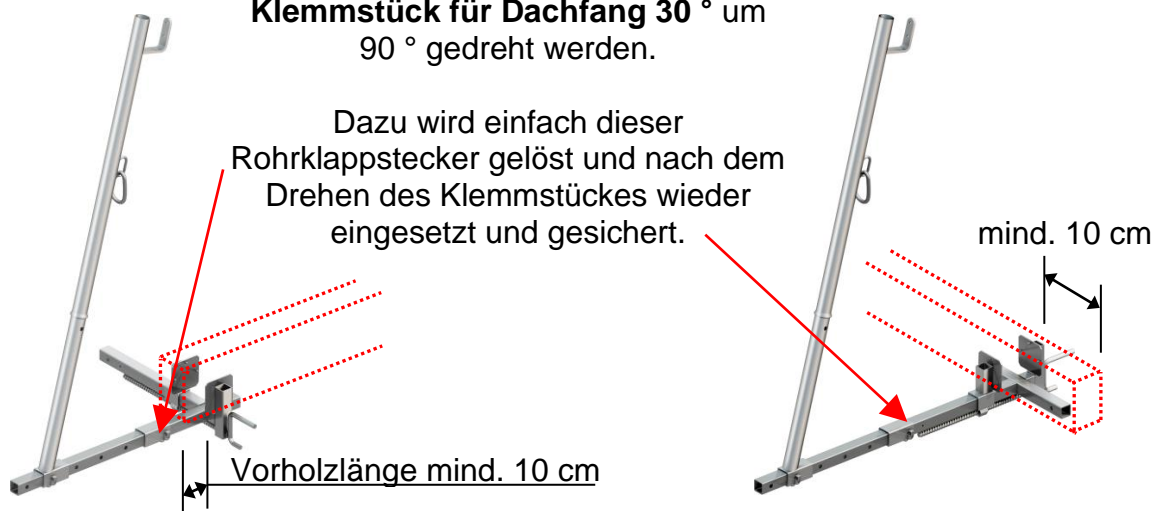 Klemmstück für Dachfang 30 ° um
90 ° gedreht werden.
Dazu wird einfach dieser
Rohrklappstecker gelöst und nach dem
Drehen des Klemmstückes wieder
eingesetzt und gesichert.
mind. 10 cm
Vorholzlänge mind. 10 cm